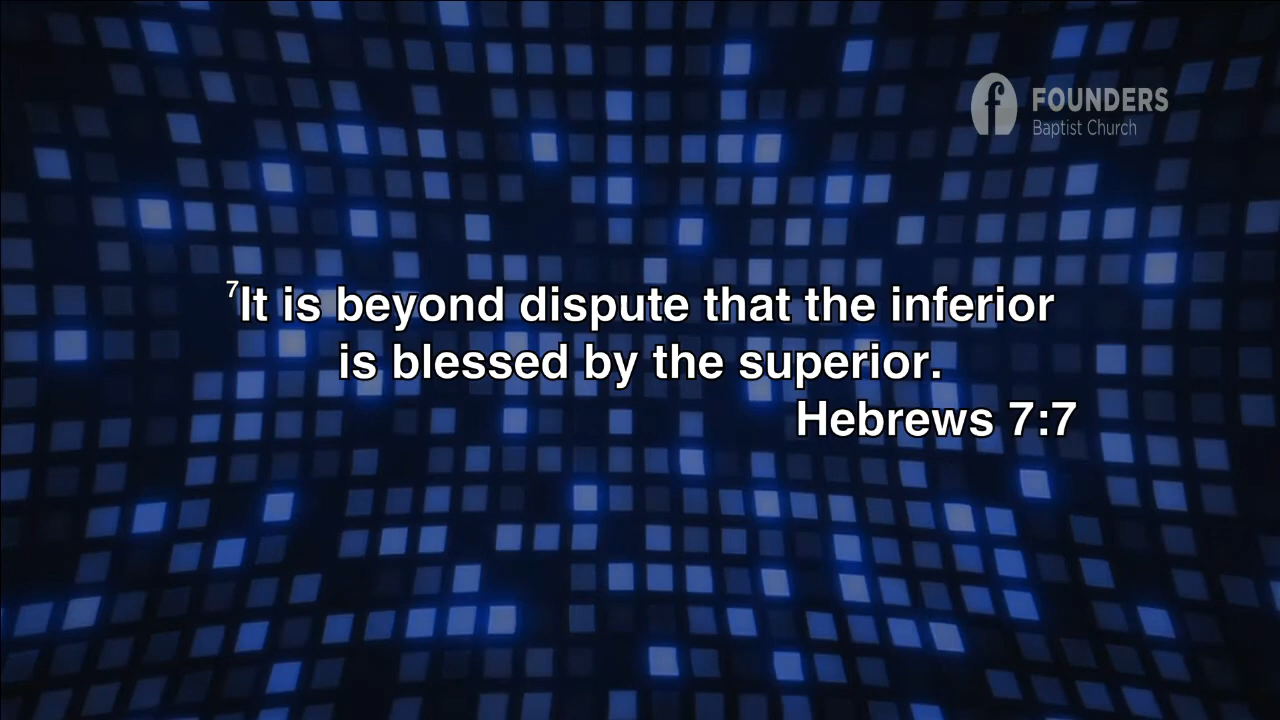 FOUNDERS
Baptist Church
7It is beyond dispute that the inferior
is blessed by the superior.
Hebrews 7:7